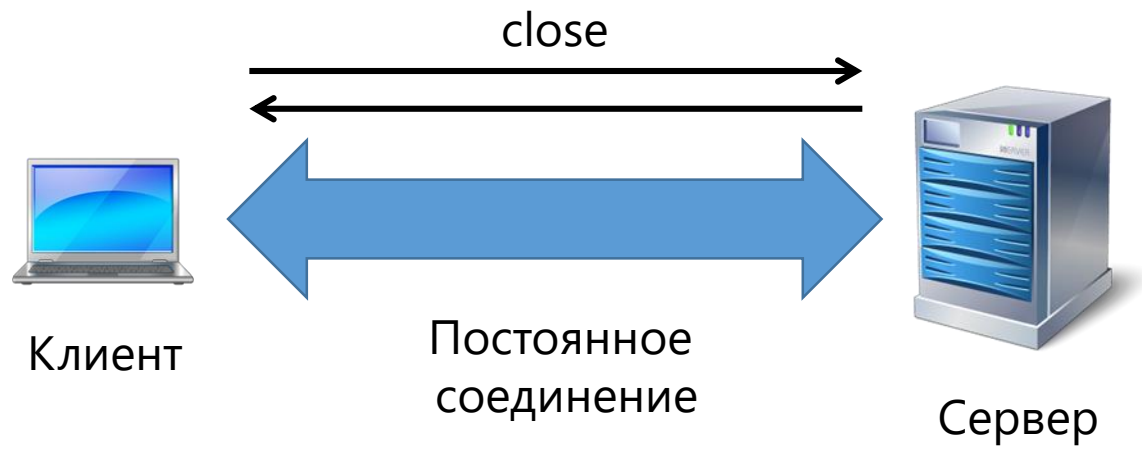 close
Клиент
Постоянное
соединение
Сервер